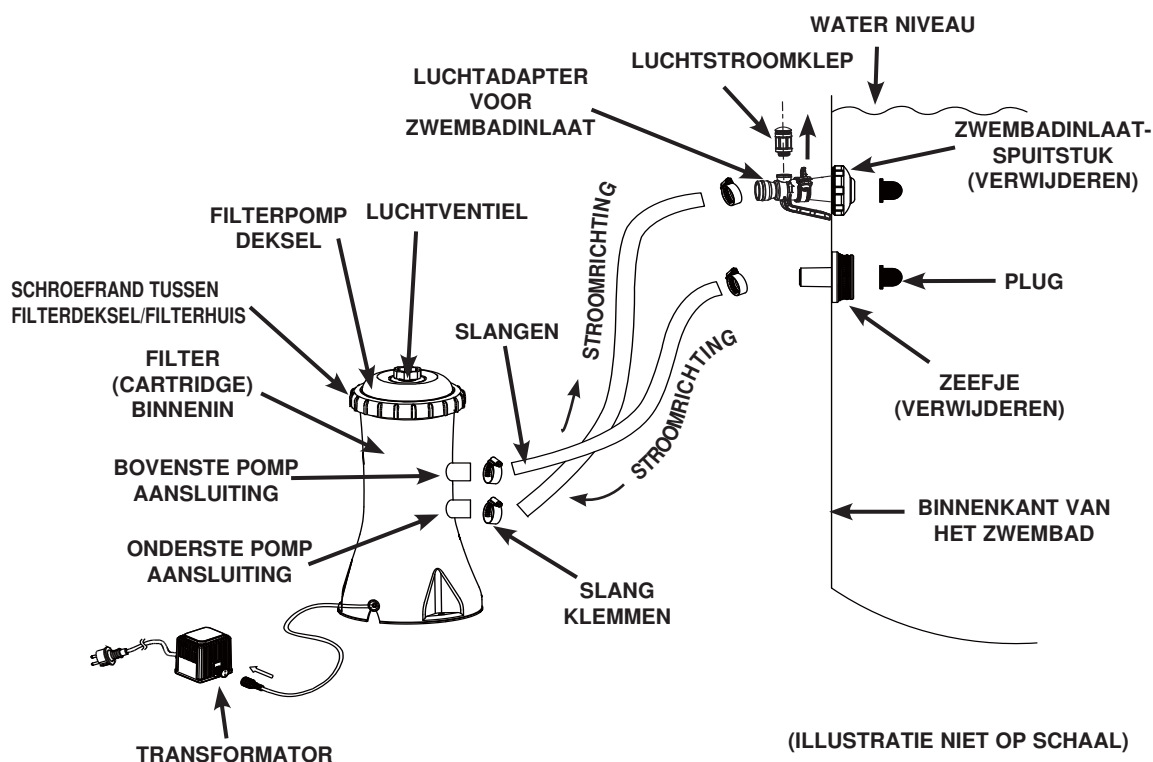 WATER NIVEAU
LUCHTSTROOMKLEP
LUCHTADAPTER
VOOR
ZWEMBADINLAAT
ZWEMBADINLAAT-
SPUITSTUK
(VERWIJDEREN)
FILTERPOMP
DEKSEL
LUCHTVENTIEL
STROOMRICHTING
PLUG
SCHROEFRAND TUSSEN
FILTERDEKSEL/FILTERHUIS
SLANGEN
STROOMRICHTING
FILTER
(CARTRIDGE)
BINNENIN
ZEEFJE
(VERWIJDEREN)
BOVENSTE POMP
AANSLUITING
BINNENKANT VAN
HET ZWEMBAD
ONDERSTE POMP
AANSLUITING
SLANG
KLEMMEN
TRANSFORMATOR
(ILLUSTRATIE NIET OP SCHAAL)